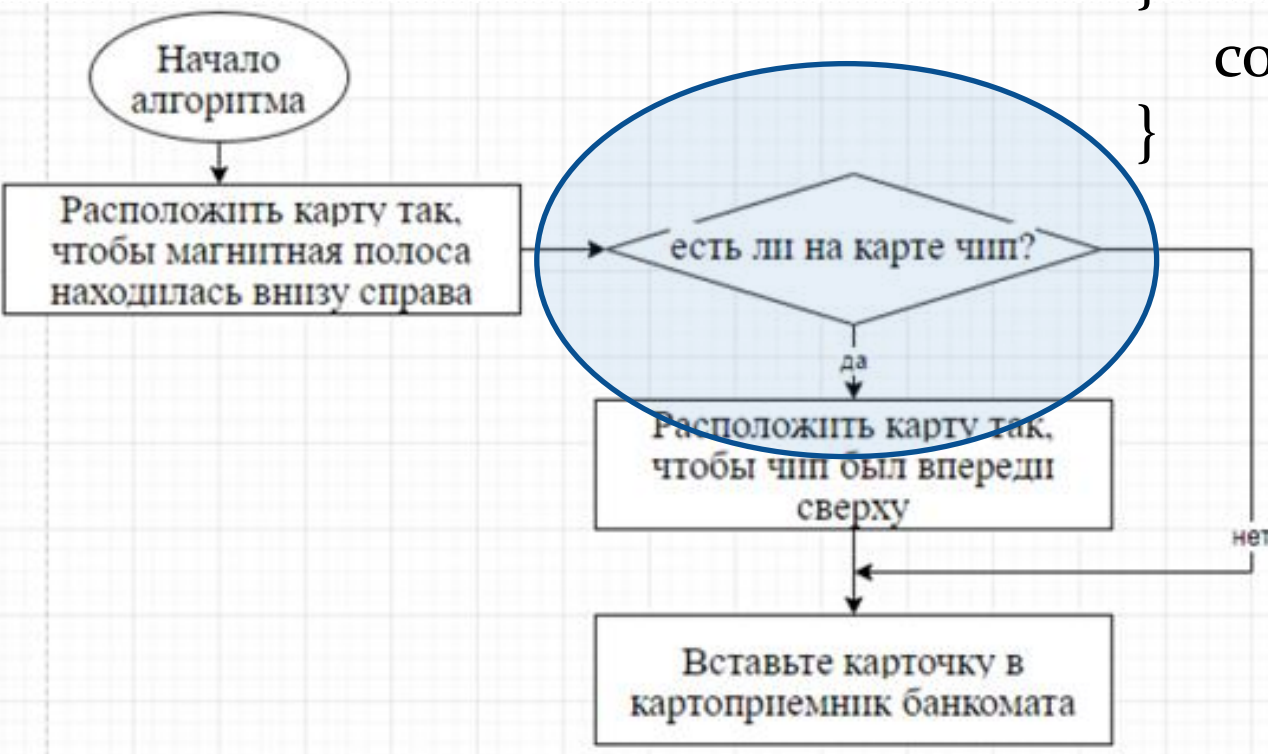 Начало
алгоритма
}
со
}
Расположить карту так,
чтобы магнитная полоса
находилась внизу справа
есть ли на карте чип?
да
Расположить карту так,
чтобы чип был впереди
сверху
нет
Вставьте карточку в
картоприемник банкомата